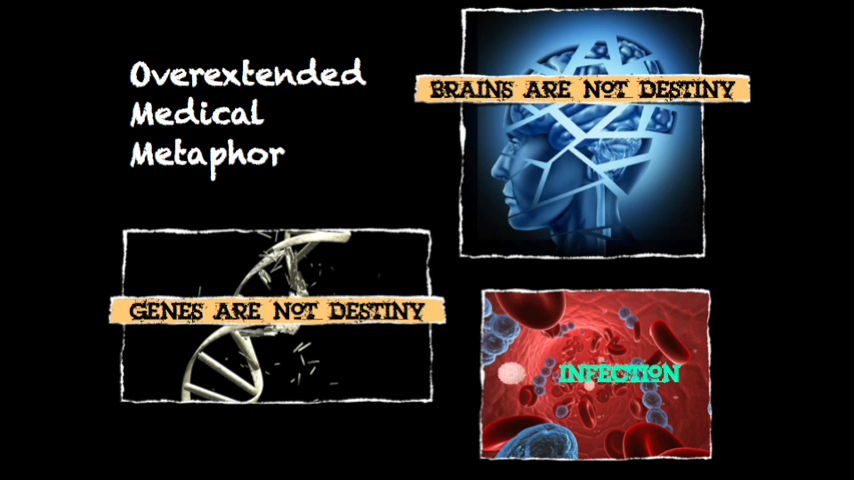 Overextended
Medical
Metaphor
BRAINS ARE NOT DESTINY
GENES ARE NOT DESTINY
INFECTION